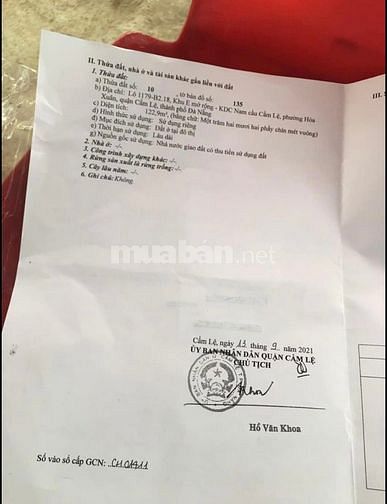 II. Thửa đất, nhà ở và tài sản khác gắn liền với đất
1. Thửa đất:
a) Thửa đất số: 10 , tờ bản đồ số: 135
b) Địa chỉ: Lô 1179-B2.18, Khu E mở rộng - KDC Nam cầu Cẩm Lệ, phường Hòa
Xuân, quận Cẩm Lệ, thành phố Đà Nẵng
c) Diện tích: 122,9m², (bằng chữ: Một trăm hai mươi hai phẩy chín mét vuông)
d) Hình thức sử dụng: Sử dụng riêng
đ) Mục đích sử dụng: Đất ở tại đô thị
e) Thời hạn sử dụng: Lâu dài
g) Nguồn gốc sử dụng: Nhà nước giao đất có thu tiền sử dụng đất
2. Nhà ở: -/-
3. Công trình xây dựng khác: -/-
4. Rừng sản xuất là rừng trồng: -/-
5. Cây lâu năm: -/-
6. Ghi chú: Không.
III. S
muaban.net
Cẩm Lệ, ngày 13 tháng 9 năm 2021
ỦY BAN NHÂN DÂN QUẬN CẨM LỆ
CHỦ TỊCH
Hồ Văn Khoa
Số vào sổ cấp GCN: